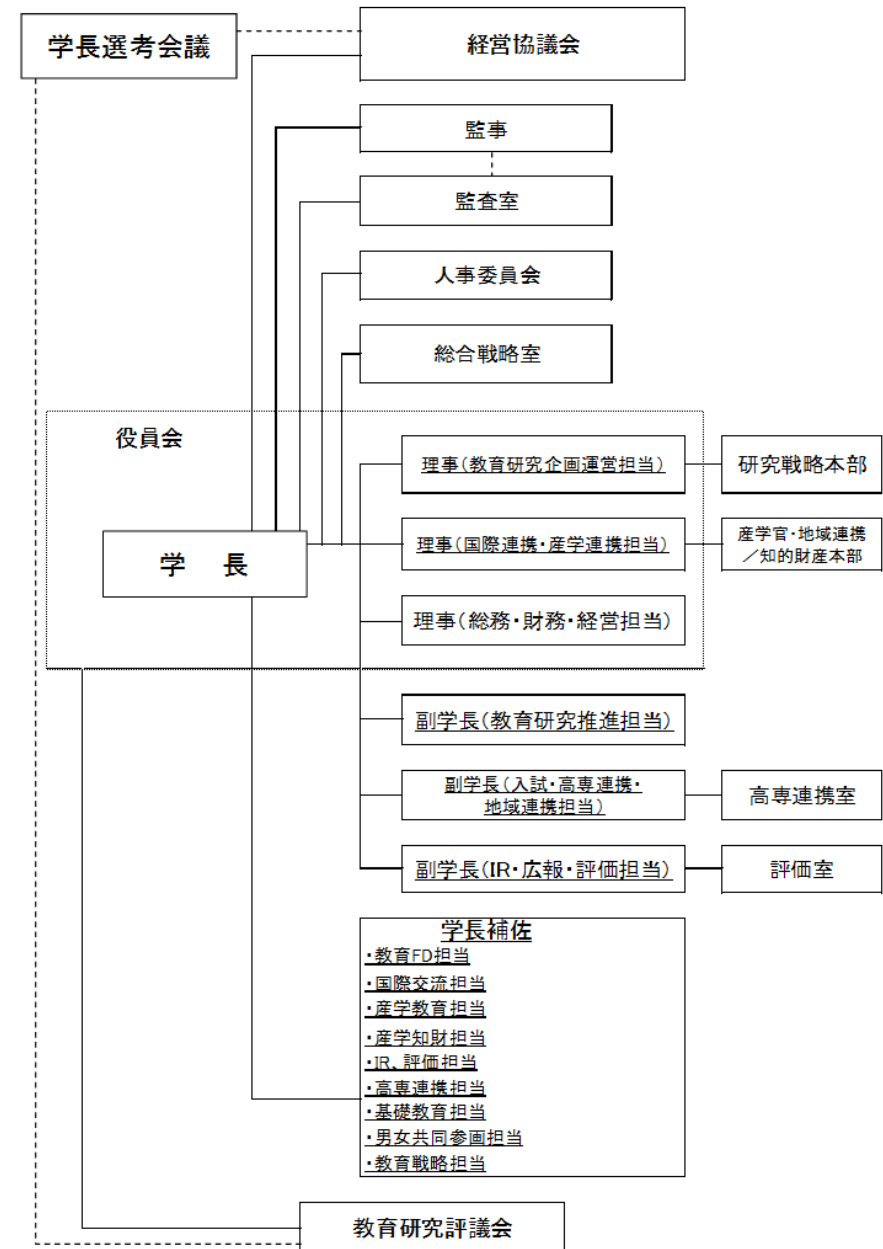 学長選考会議
経営協議会
監事
監査室
人事委員会
総合戦略室
役員会
理事(教育研究企画運営担当)
研究戦略本部
学 長
理事(国際連携・産学連携担当)
産学官・地域連携
／知的財産本部
理事(総務・財務・経営担当)
副学長(教育研究推進担当)
副学長(入試・高専連携・
地域連携担当)
高専連携室
副学長(IR・広報・評価担当)
評価室
学長補佐
・教育FD担当
・国際交流担当
・産学教育担当
・産学知財担当
・IR、評価担当
・高専連携担当
・基礎教育担当
・男女共同参画担当
・教育戦略担当
教育研究評議会